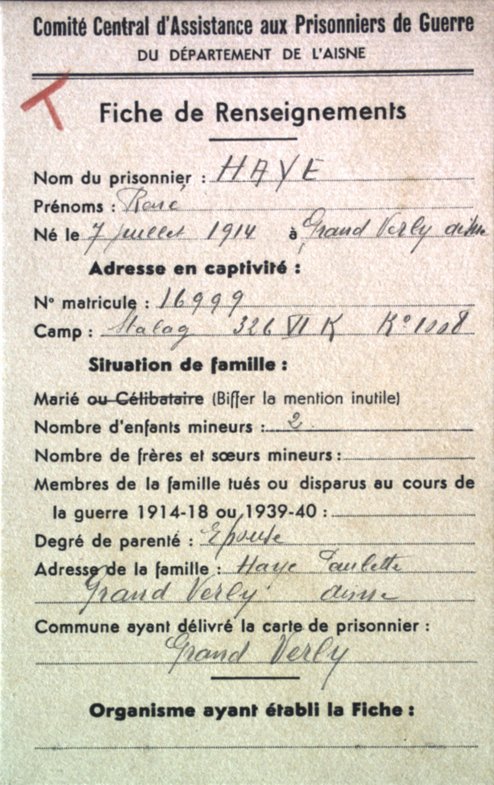 Comité Central d'Assistance aux Prisonniers de Guerre
DU DÉPARTEMENT DE L'AISNE
T
Fiche de Renseignements
Nom du prisonnier : HAYE
Prénoms : René
Né le 7 juillet 1914 à Grand Verly aisne
Adresse en captivité :
N° matricule : 16999
Camp : Stalag 326 VI K K° 1008
Situation de famille :
Marié ou Célibataire (Biffer la mention inutile)
Nombre d'enfants mineurs : 2
Nombre de frères et sœurs mineurs :
Membres de la famille tués ou disparus au cours de
la guerre 1914-18 ou 1939-40 :
Degré de parenté : Epouse
Adresse de la famille : Haye Paulette
Grand Verly aisne
Commune ayant délivré la carte de prisonnier :
Grand Verly
Organisme ayant établi la Fiche :